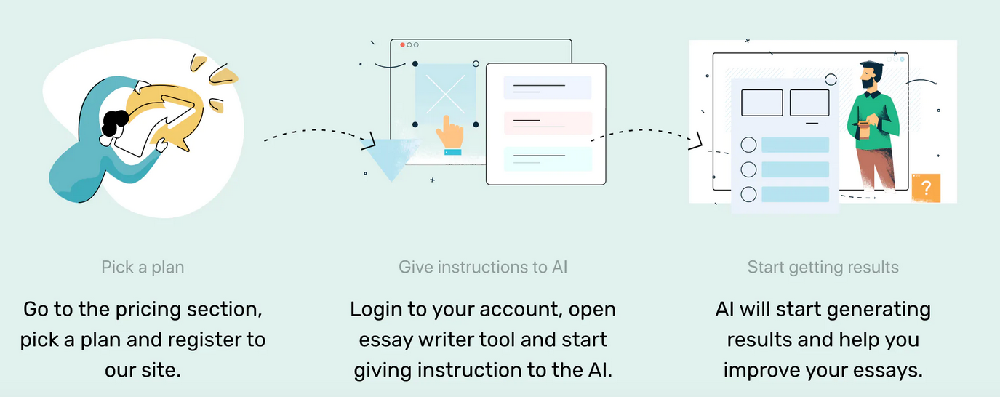 ?
Pick a plan
Go to the pricing section,
pick a plan and register to
our site.
Give instructions to AI
Login to your account, open
essay writer tool and start
giving instruction to the AI.
Start getting results
AI will start generating
results and help you
improve your essays.